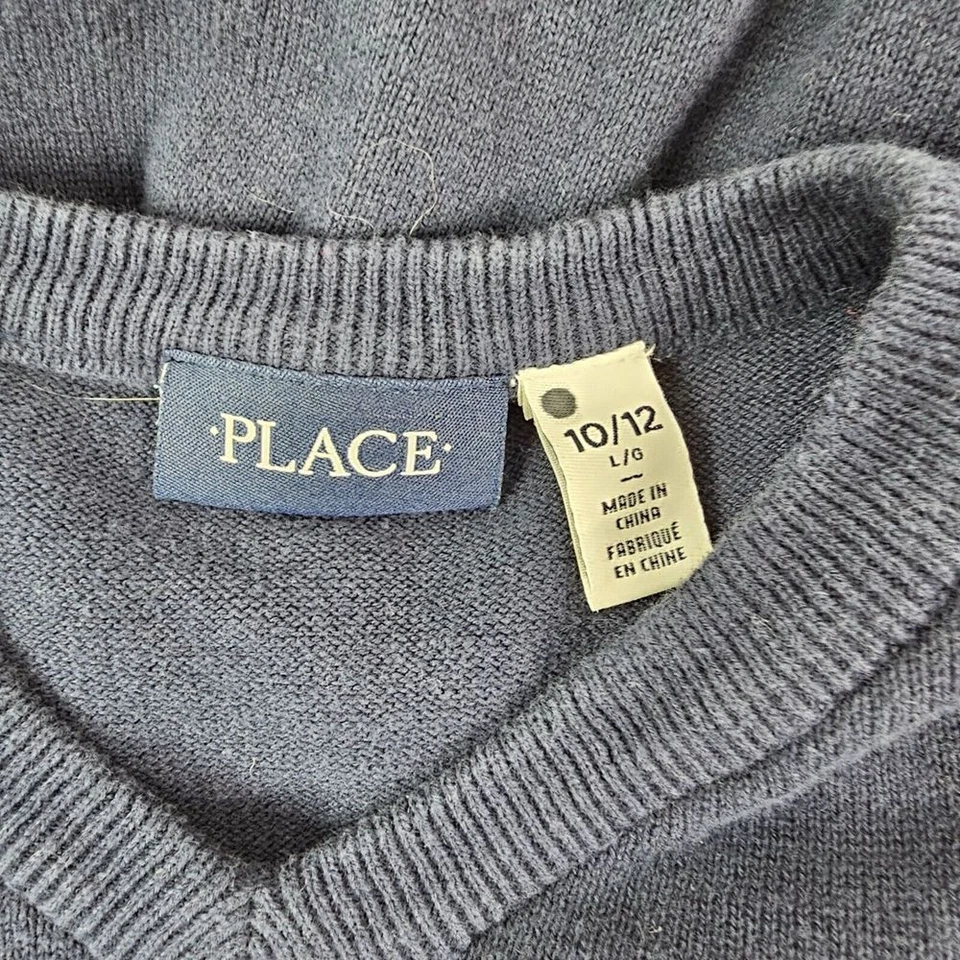 ·PLACE·
10/12
L/G
~
MADE IN
CHINA
FABRIQUÉ
EN CHINE